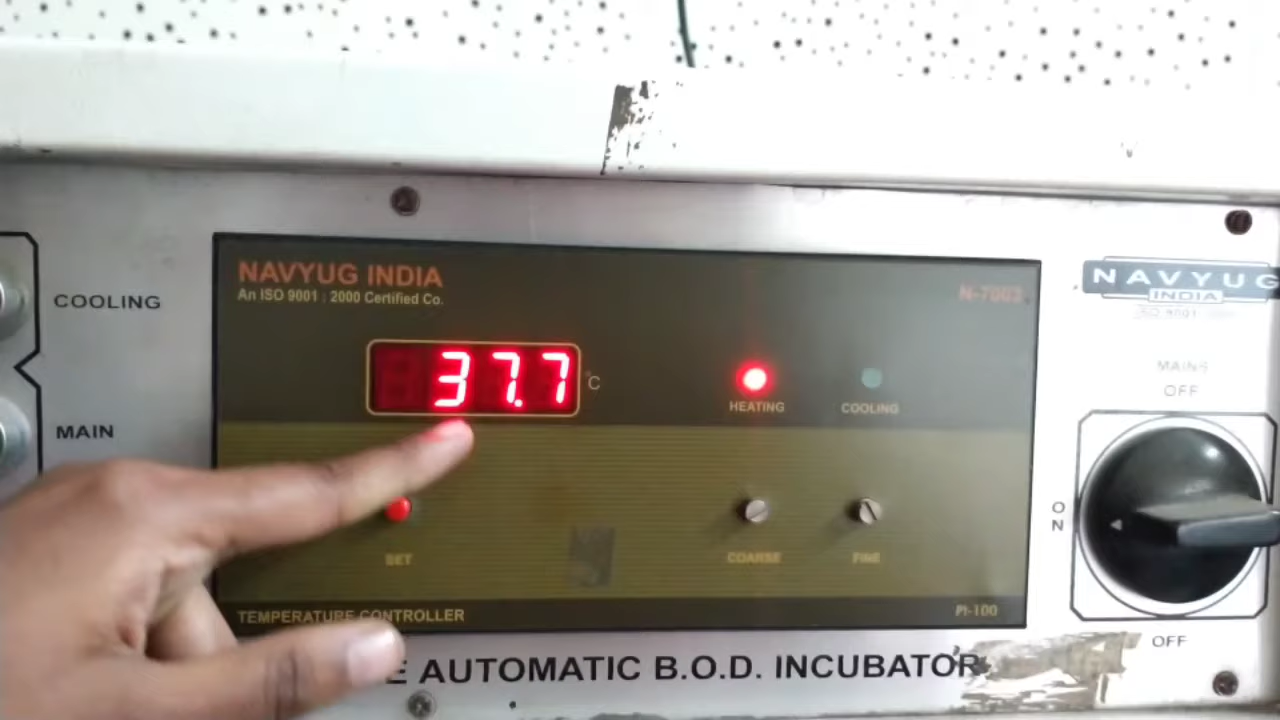 COOLING
MAIN
NAVYUG INDIA
An ISO 9001 : 2000 Certified Co.
N-7003
37.7 °C
HEATING
COOLING
SET
COARSE
FINE
TEMPERATURE CONTROLLER
Pt-100
NAVYUG
INDIA
MAINS
OFF
ON
OFF
E AUTOMATIC B.O.D. INCUBATOR